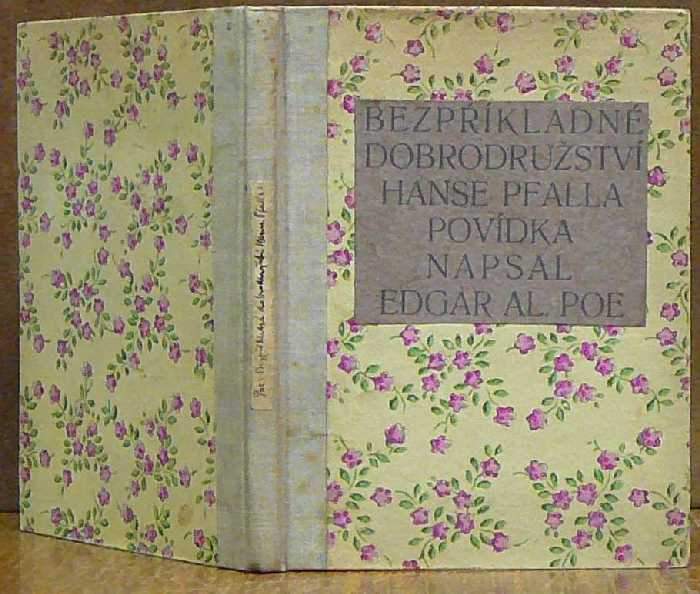 BEZPŘÍKLADNÉ
DOBRODRUŽSTVÍ
HANSE PFALLA
POVÍDKA
NAPSAL
EDGAR AL. POE